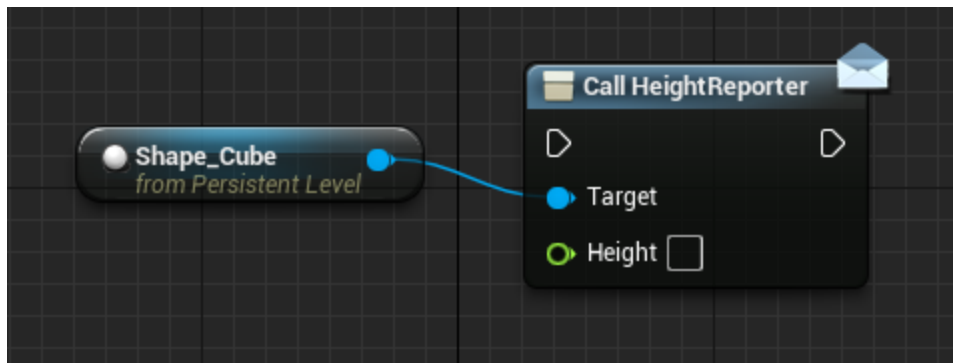 Shape_Cube
from Persistent Level
Call HeightReporter
Target
Height